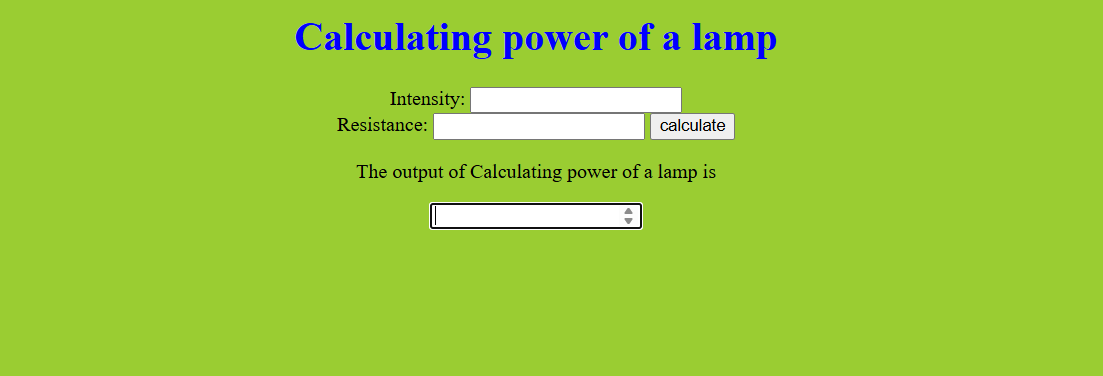 Calculating power of a lamp
Intensity:
Resistance: calculate
The output of Calculating power of a lamp is